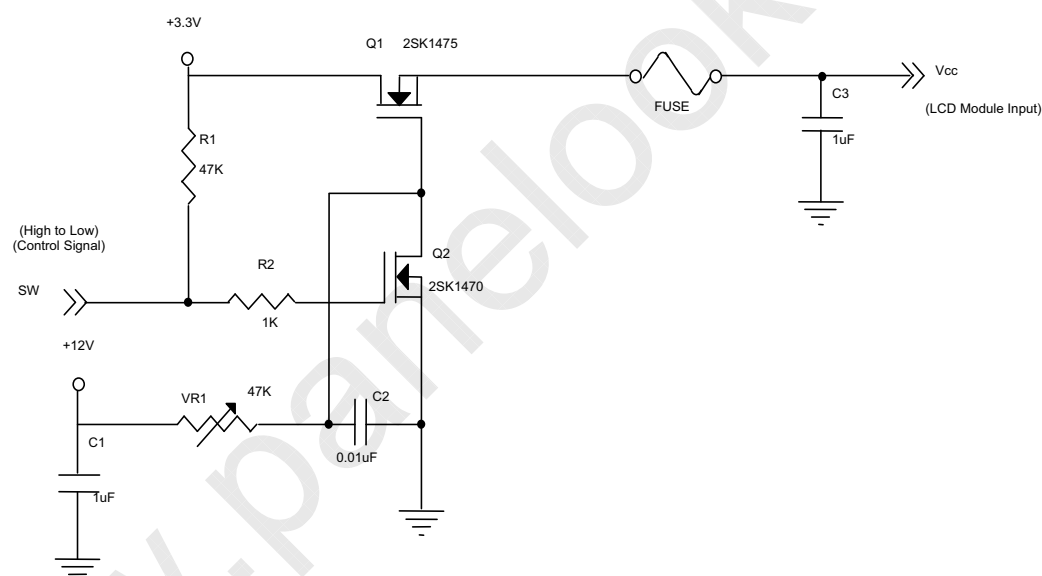 +3.3V
Q1 2SK1475
Vcc
FUSE
C3
(LCD Module Input)
R1
1uF
47K
(High to Low)
(Control Signal)
Q2
R2
SW
2SK1470
1K
+12V
47K
VR1
C2
C1
0.01uF
1uF
.panelook